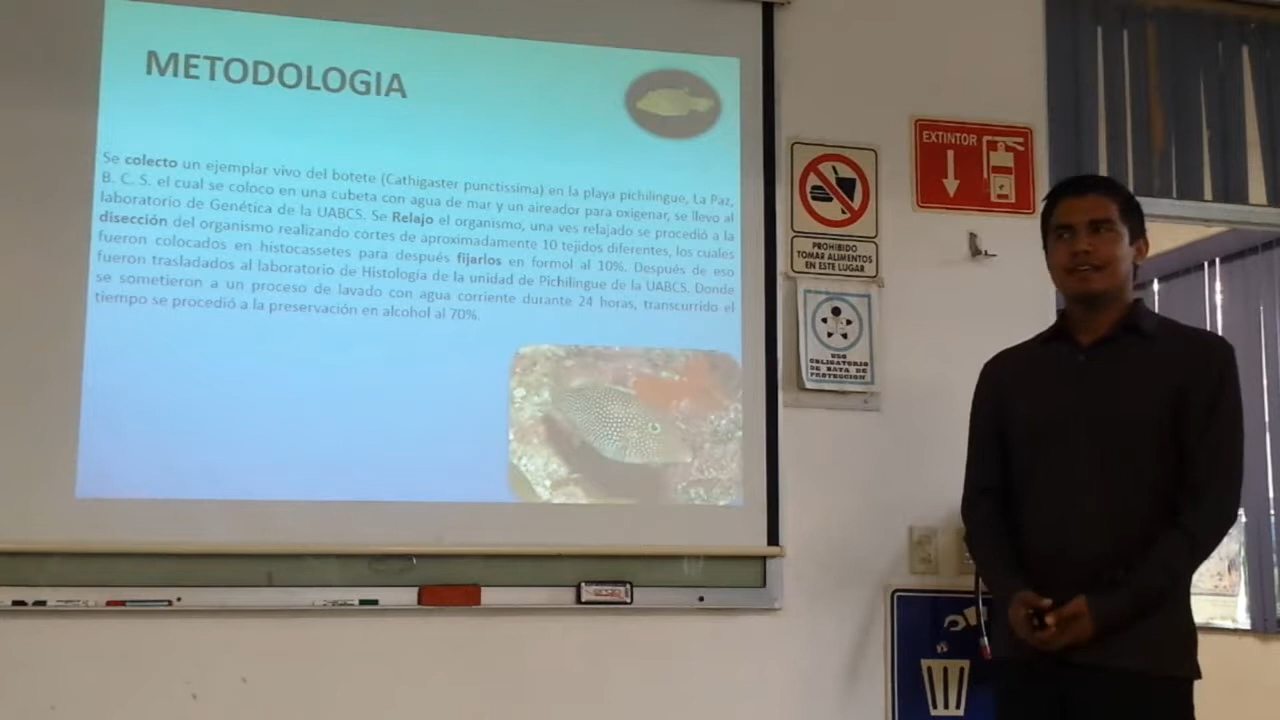 METODOLOGIA
Se colecto un ejemplar vivo del botete (Cathigaster punctissima) en la playa pichilingue, La Paz,
B. C. S. el cual se coloco en una cubeta con agua de mar y un aireador para oxigenar, se llevo al
laboratorio de Genética de la UABCS. Se Relajo el organismo, una ves relajado se procedió a la
disección del organismo realizando cortes de aproximadamente 10 tejidos diferentes, los cuales
fueron colocados en histocassetes para después fijarlos en formol al 10%. Después de eso
fueron trasladados al laboratorio de Histología de la unidad de Pichilingue de la UABCS. Donde
se sometieron a un proceso de lavado con agua corriente durante 24 horas, transcurrido el
tiempo se procedió a la preservación en alcohol al 70%.
PROHIBIDO
TOMAR ALIMENTOS
EN ESTE LUGAR
USO
OBLIGATORIO
DE BATA DE
PROTECCION
EXTINTOR